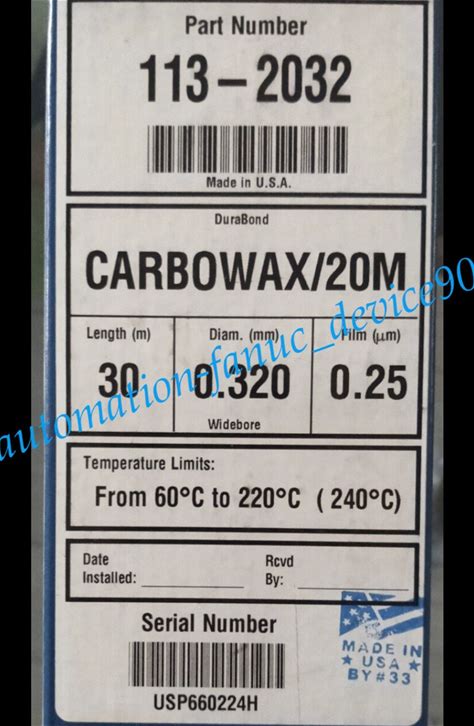 Part Number
113-2032
Made in U.S.A.
DuraBond
CARBOWAX/20M
Length (m) Diam. (mm) Film (µm)
30 0.320 0.25
Widebore
automation-fanuc_device90
Temperature Limits:
From 60°C to 220°C ( 240°C)
Date Rcvd
Installed: By:
Serial Number
MADE IN
★ USA ★
BY #33
USP660224H